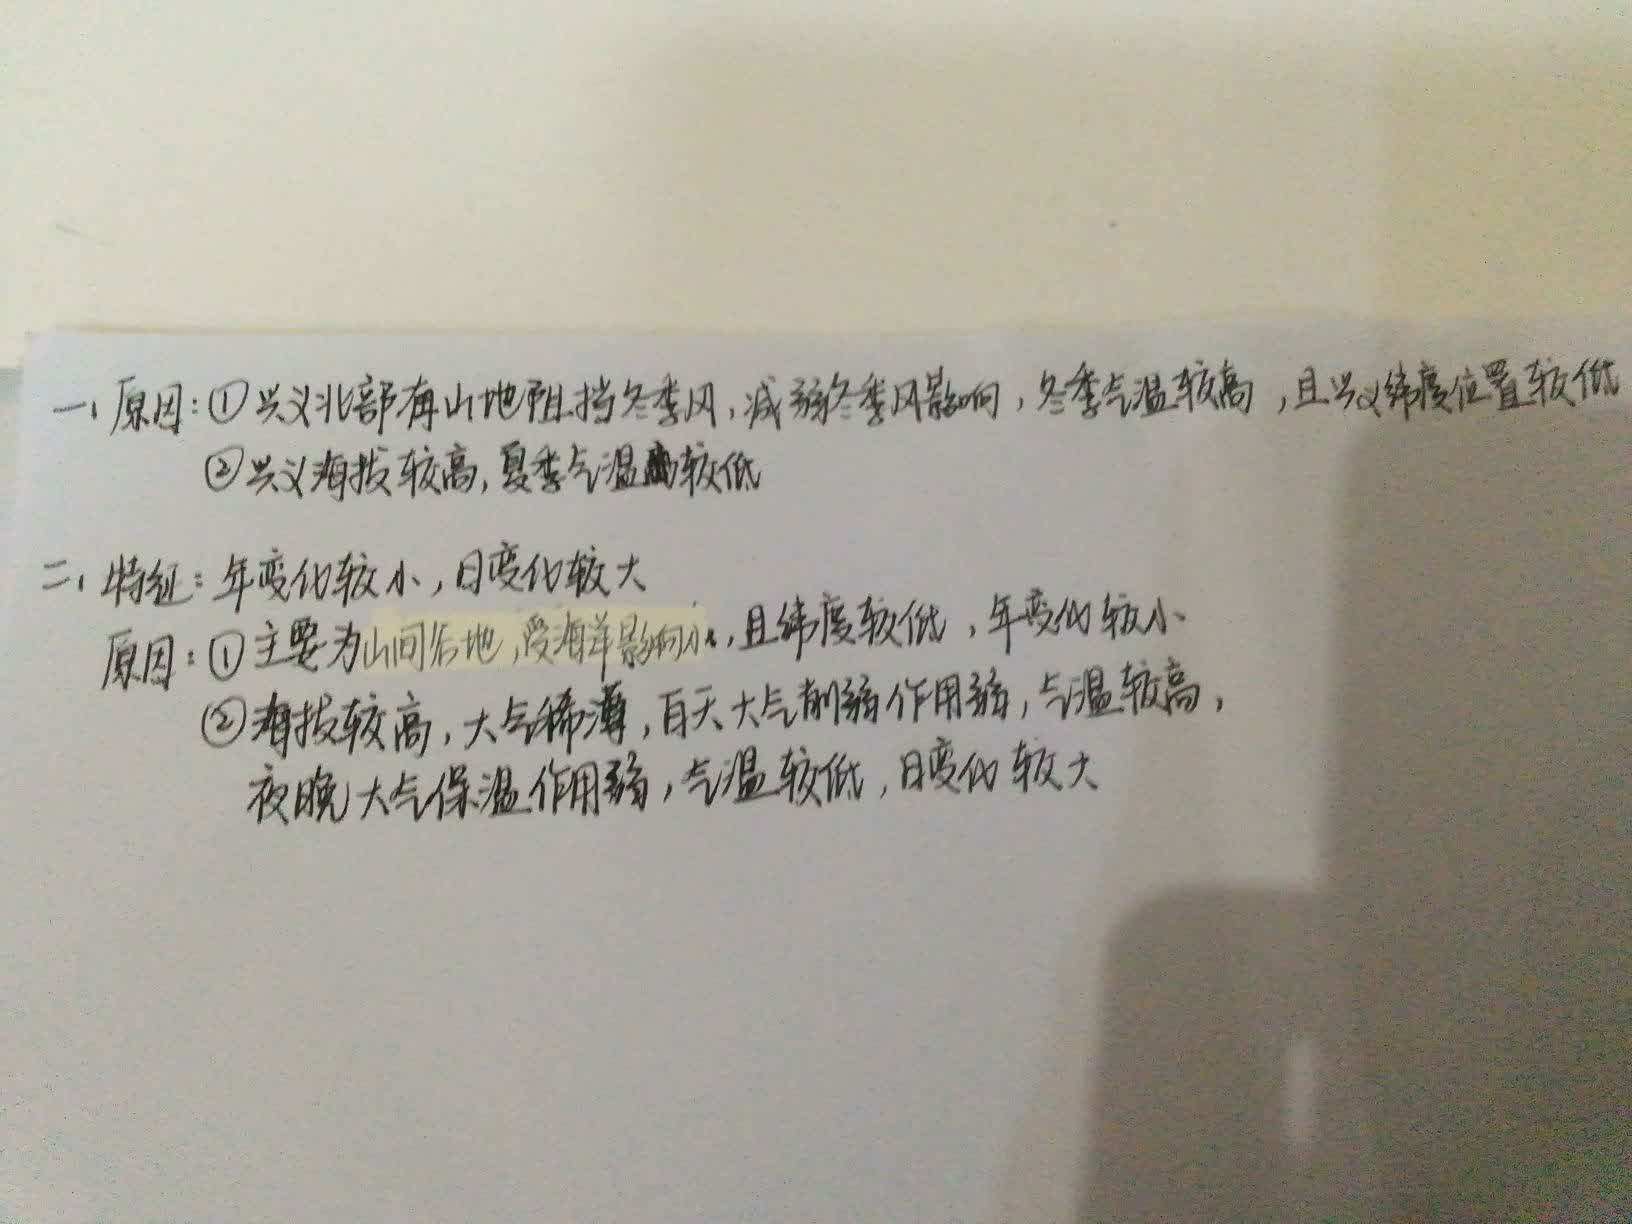 一、原因：①兴义北部有山地阻挡冬季风，减弱冬季风影响，冬季气温较高，且兴义纬度位置较低
②兴义海拔较高，夏季气温较低
二、特征：年变化较小，日变化较大
原因：①主要为山间谷地，受海洋影响小，且纬度较低，年变化较小
②海拔较高，大气稀薄，白天大气削弱作用弱，气温较高，
夜晚大气保温作用弱，气温较低，日变化较大